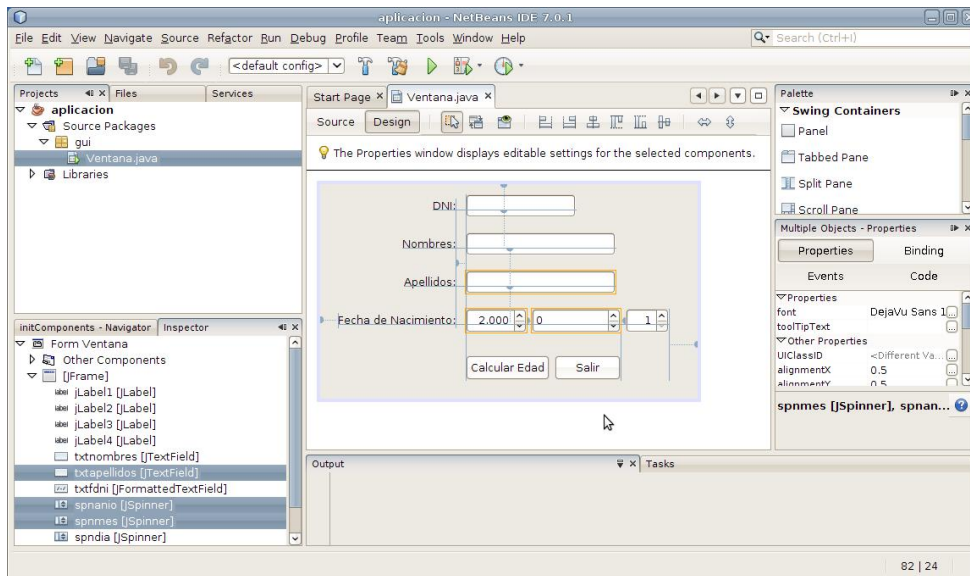 aplicacion - NetBeans IDE 7.0.1
File Edit View Navigate Source Refactor Run Debug Profile Team Tools Window Help
Search (Ctrl+I)
<default config>
Projects Files Services
aplicacion
Source Packages
gui
Ventana.java
Libraries
Start Page Ventana.java
Source Design
The Properties window displays editable settings for the selected components.
DNI:
Nombres:
Apellidos:
Fecha de Nacimiento: 2.000 0 1
Calcular Edad Salir
Palette
Swing Containers
Panel
Tabbed Pane
Split Pane
Scroll Pane
Multiple Objects - Properties
Properties Binding
Events Code
Properties
font DejaVu Sans 1...
toolTipText
Other Properties
UIClassID <Different Va...
alignmentX 0.5
alignmentY 0.5
spnmes [JSpinner], spnan...
initComponents - Navigator Inspector
Form Ventana
Other Components
[JFrame]
label jLabel1 [JLabel]
label jLabel2 [JLabel]
label jLabel3 [JLabel]
label jLabel4 [JLabel]
txtnombres [JTextField]
txtapellidos [JTextField]
txtfdni [JFormattedTextField]
spnanio [JSpinner]
spnmes [JSpinner]
spndia [JSpinner]
Output Tasks
82 | 24